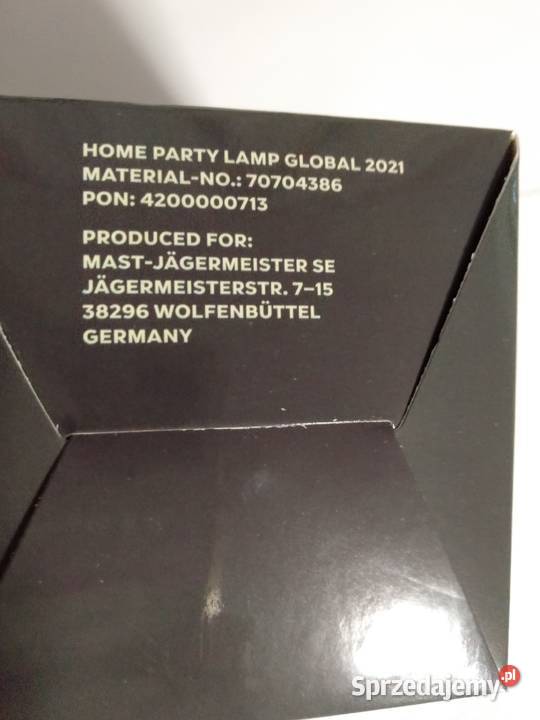 HOME PARTY LAMP GLOBAL 2021
MATERIAL-NO.: 70704386
PON: 4200000713
PRODUCED FOR:
MAST-JÄGERMEISTER SE
JÄGERMEISTERSTR. 7–15
38296 WOLFENBÜTTEL
GERMANY
Sprzedajemy.pl